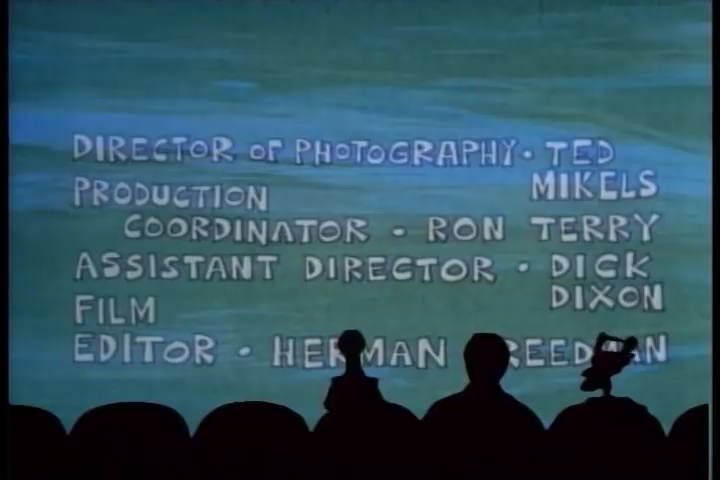 DIRECTOR OF PHOTOGRAPHY · TED
MIKELS
PRODUCTION
COORDINATOR · RON TERRY
ASSISTANT DIRECTOR · DICK
DIXON
FILM
EDITOR · HERMAN